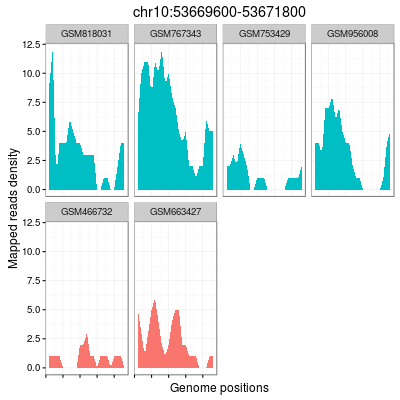 chr10:53669600-53671800
GSM818031 GSM767343 GSM753429 GSM956008
12.5
10.0
7.5
5.0
2.5
0.0
GSM466732 GSM663427
12.5
10.0
7.5
5.0
2.5
0.0
Mapped reads density
Genome positions